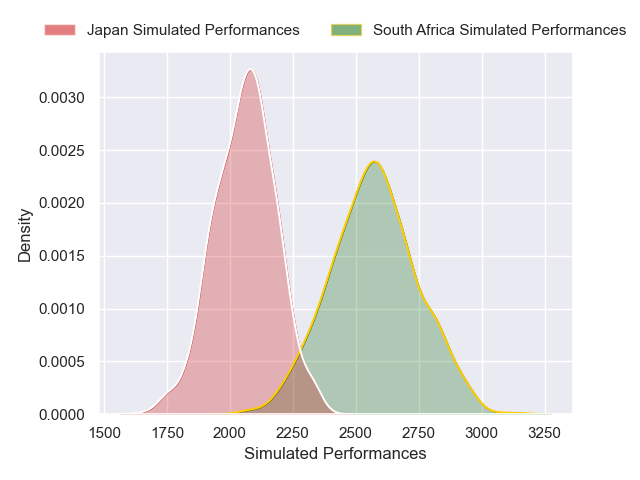 Japan Simulated Performances South Africa Simulated Performances
0.0030
0.0025
0.0020
0.0015
0.0010
0.0005
0.0000
Density
1500 1750 2000 2250 2500 2750 3000 3250
Simulated Performances